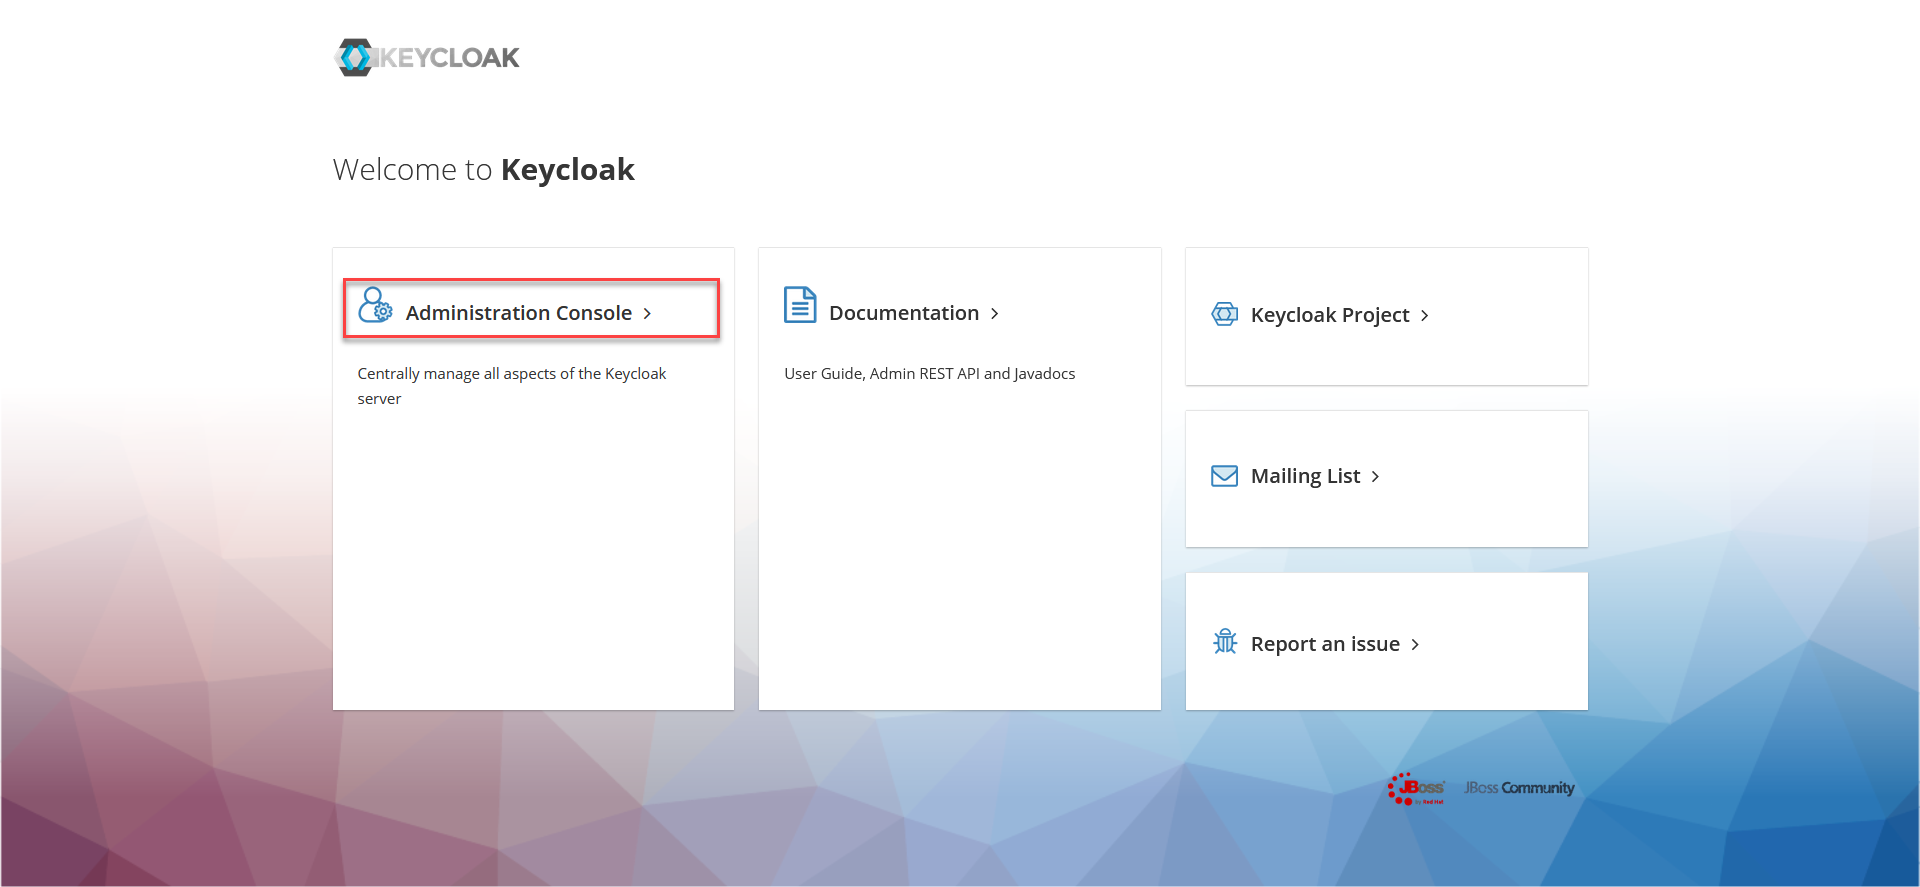 KEYCLOAK
Welcome to Keycloak
Administration Console
Centrally manage all aspects of the Keycloak
server
Documentation
User Guide, Admin REST API and Javadocs
Keycloak Project
Mailing List
Report an issue
JBoss
by Red Hat
JBoss Community